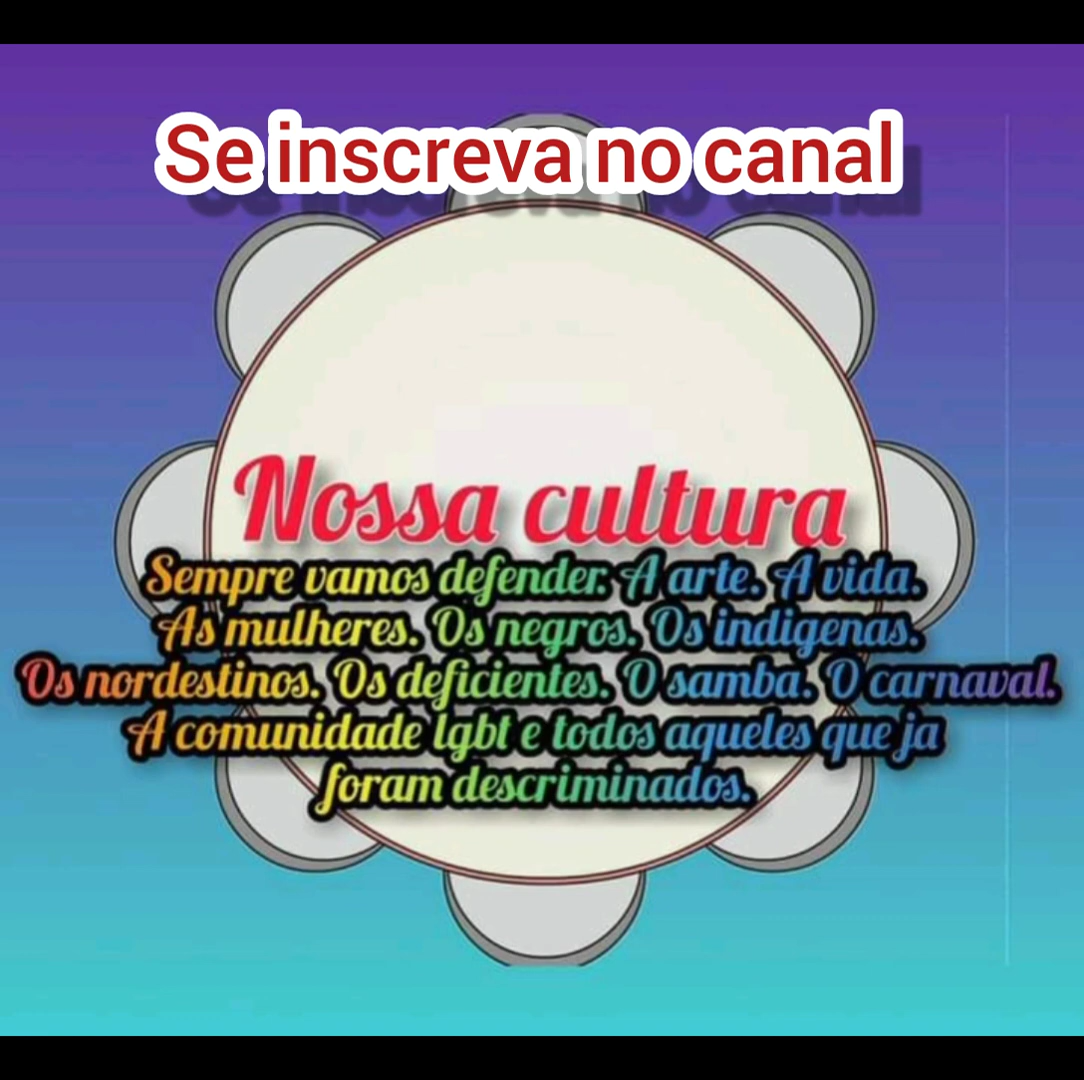 Se inscreva no canal
Nossa cultura
Sempre vamos defender. A arte. A vida.
As mulheres. Os negros. Os indigenas.
Os nordestinos. Os deficientes. O samba. O carnaval.
A comunidade lgbt e todos aqueles que ja
foram descriminados.